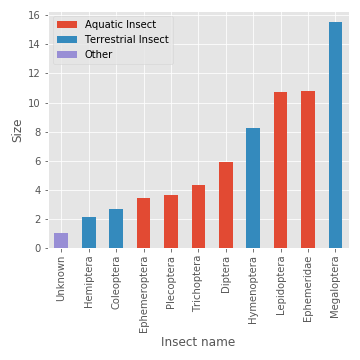 Aquatic Insect
Terrestrial Insect
Other
Size
16
14
12
10
8
6
4
2
0
Unknown
Hemiptera
Coleoptera
Ephemeroptera
Plecoptera
Trichoptera
Diptera
Hymenoptera
Lepidoptera
Ephemeridae
Megaloptera
Insect name